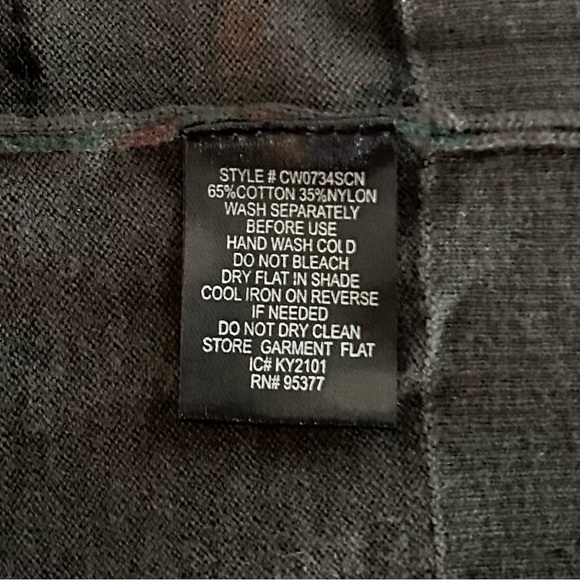 STYLE # CW0734SCN
65%COTTON 35%NYLON
WASH SEPARATELY
BEFORE USE
HAND WASH COLD
DO NOT BLEACH
DRY FLAT IN SHADE
COOL IRON ON REVERSE
IF NEEDED
DO NOT DRY CLEAN
STORE GARMENT FLAT
IC# KY2101
RN# 95377